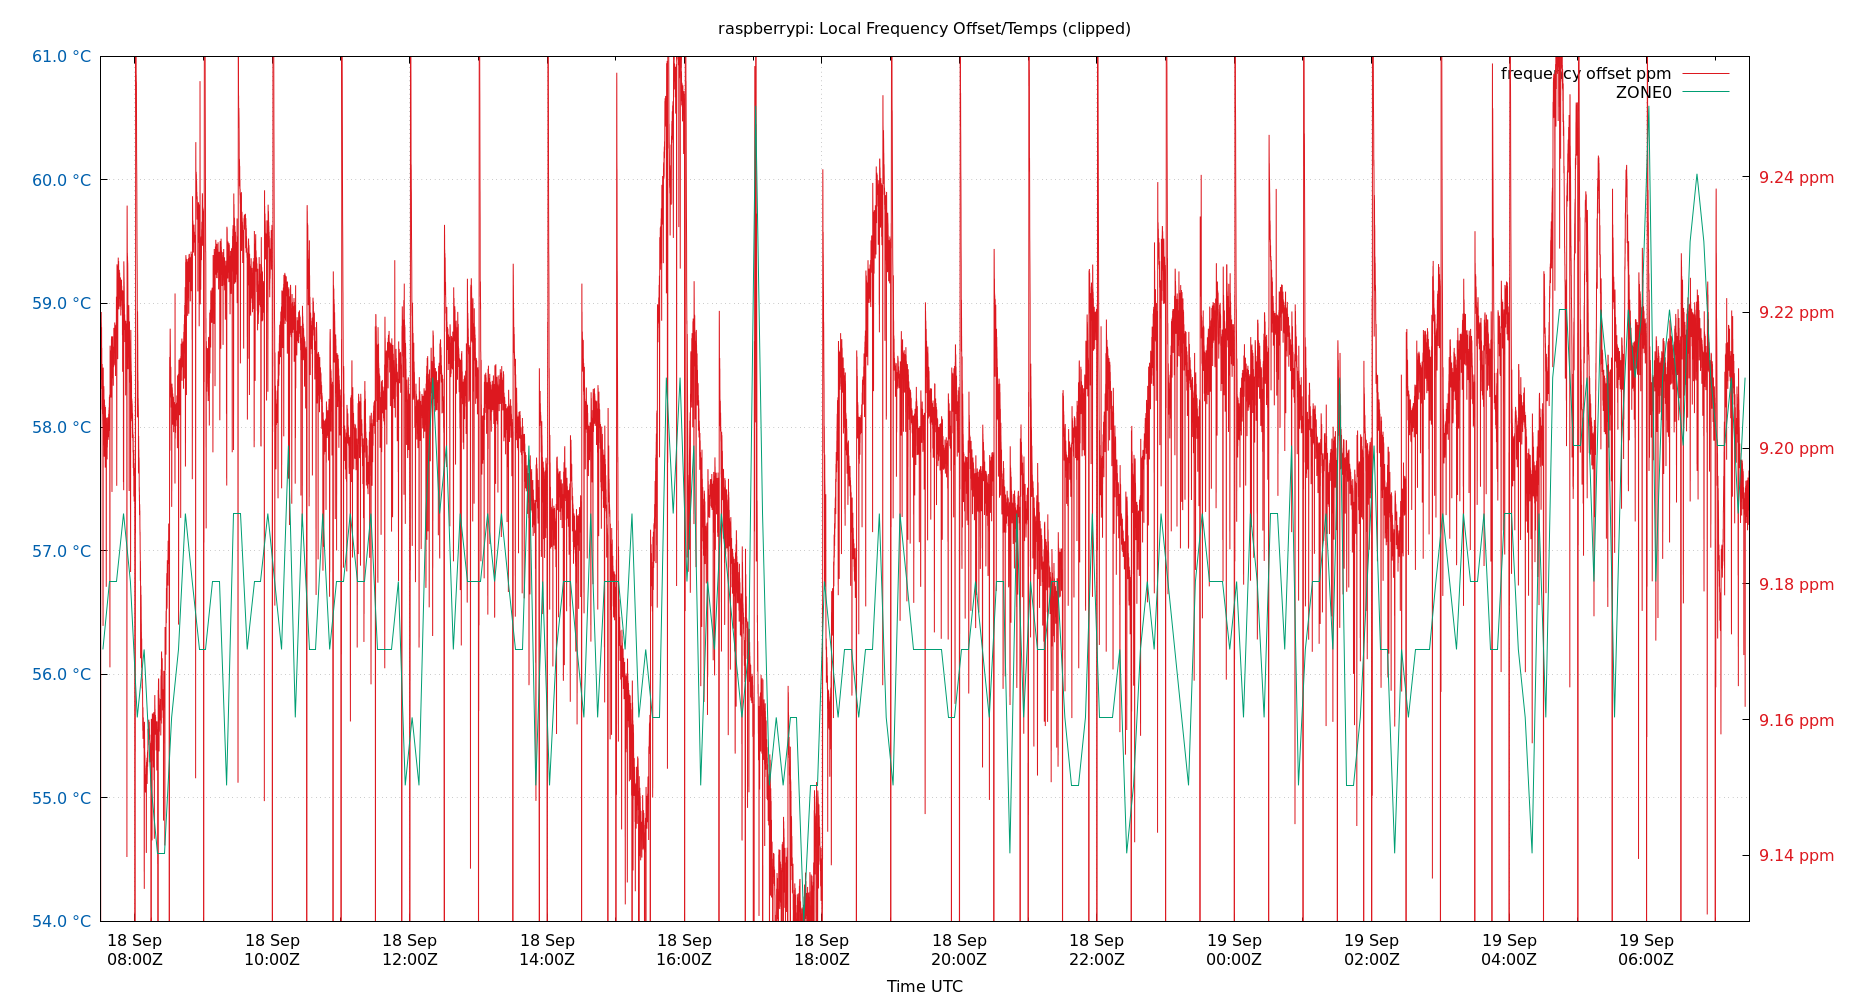 raspberrypi: Local Frequency Offset/Temps (clipped)
frequency offset ppm
ZONE0
61.0 °C
60.0 °C
59.0 °C
58.0 °C
57.0 °C
56.0 °C
55.0 °C
54.0 °C
9.24 ppm
9.22 ppm
9.20 ppm
9.18 ppm
9.16 ppm
9.14 ppm
18 Sep
08:00Z
18 Sep
10:00Z
18 Sep
12:00Z
18 Sep
14:00Z
18 Sep
16:00Z
18 Sep
18:00Z
18 Sep
20:00Z
18 Sep
22:00Z
19 Sep
00:00Z
19 Sep
02:00Z
19 Sep
04:00Z
19 Sep
06:00Z
Time UTC